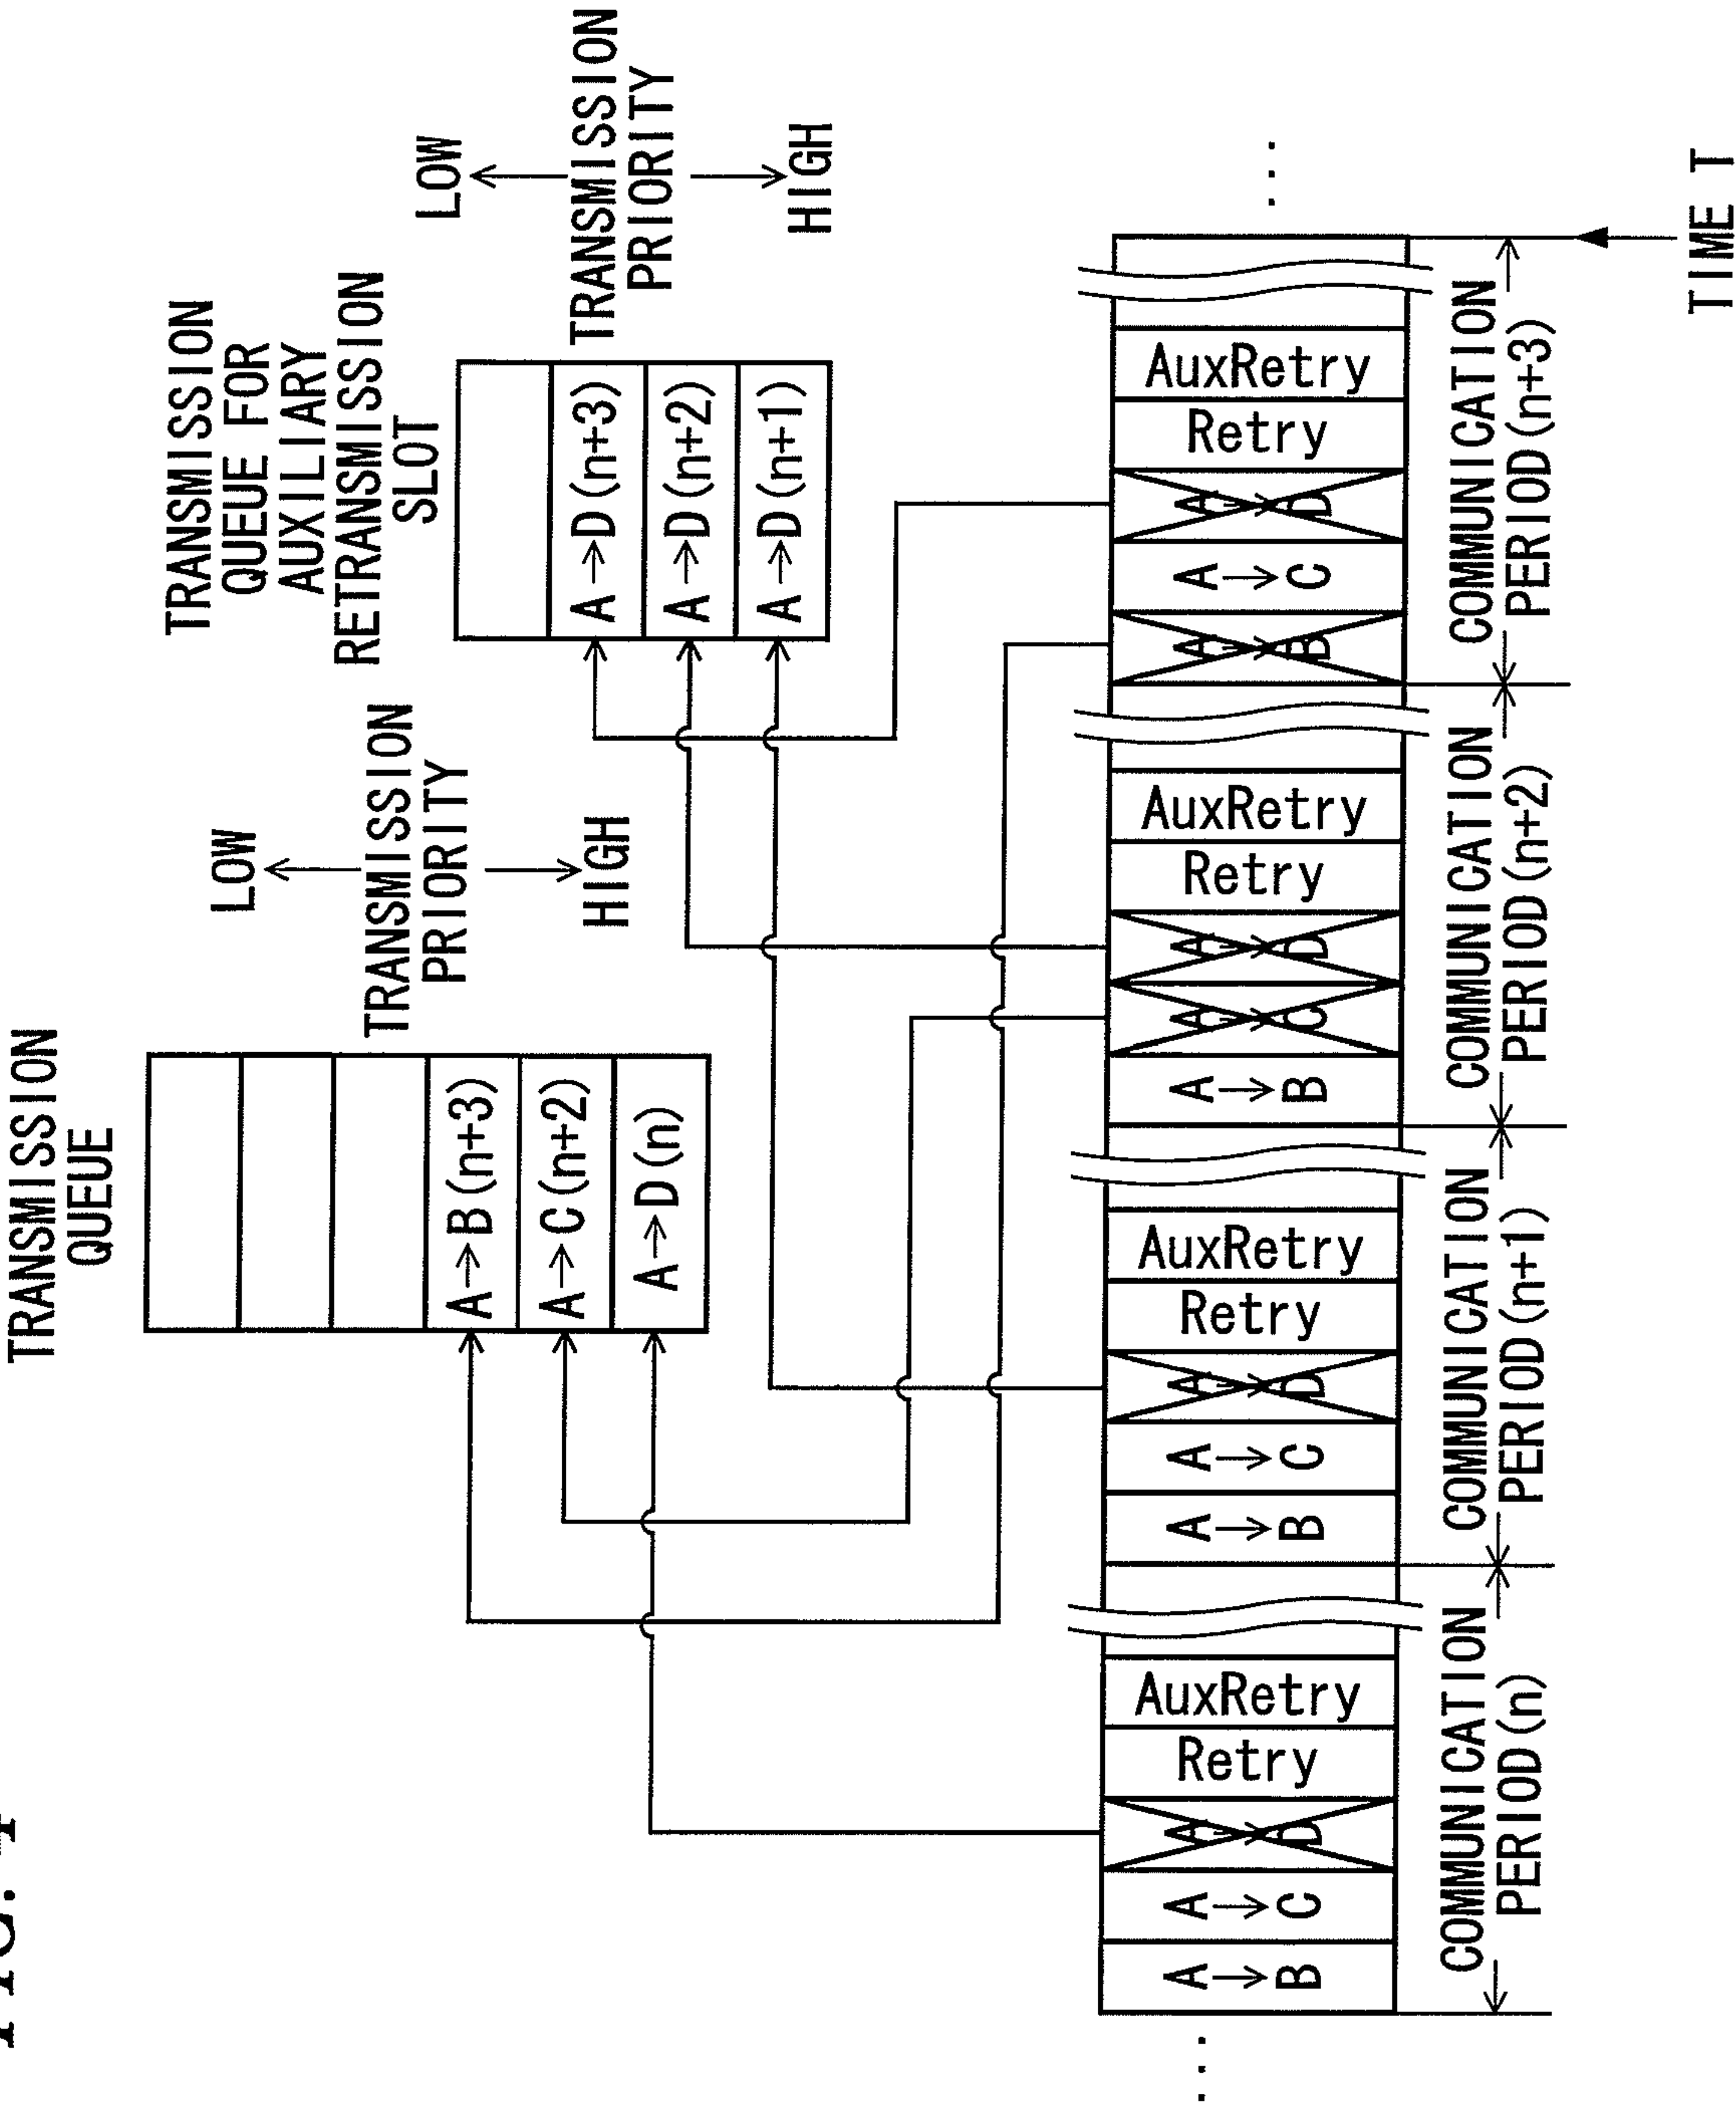 FIG. 4
TRANSMISSION
QUEUE
A→B(n+3)
A→C(n+2)
A→D(n)
LOW
TRANSMISSION
PRIORITY
HIGH
TRANSMISSION
QUEUE FOR
AUXILIARY
RETRANSMISSION
SLOT
A→D(n+3)
A→D(n+2)
A→D(n+1)
LOW
TRANSMISSION
PRIORITY
HIGH
...
A→B
A→C
A→D
Retry
AuxRetry
A→B
A→C
A→D
Retry
AuxRetry
A→B
A→C
A→D
Retry
AuxRetry
A→B
A→C
A→D
Retry
AuxRetry
...
COMMUNICATION
PERIOD(n)
COMMUNICATION
PERIOD(n+1)
COMMUNICATION
PERIOD(n+2)
COMMUNICATION
PERIOD(n+3)
TIME T